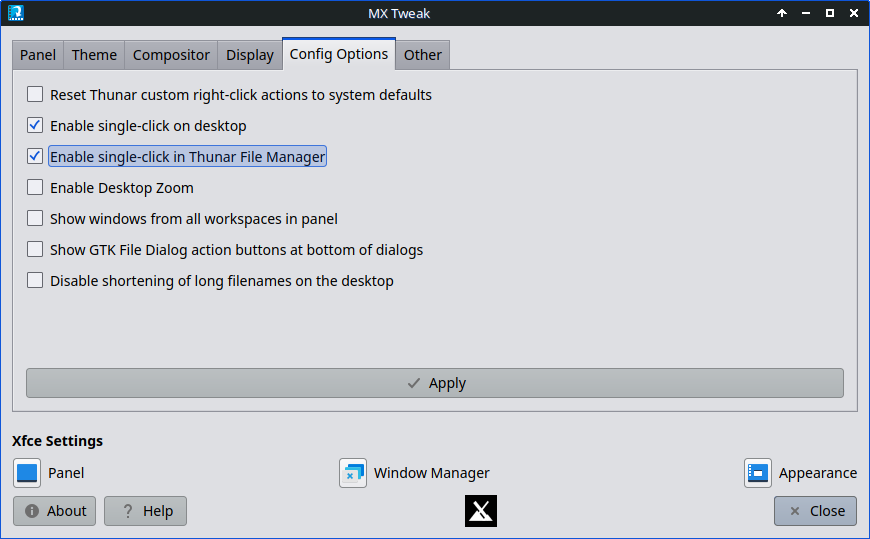 MX Tweak
Panel Theme Compositor Display Config Options Other
Reset Thunar custom right-click actions to system defaults
Enable single-click on desktop
Enable single-click in Thunar File Manager
Enable Desktop Zoom
Show windows from all workspaces in panel
Show GTK File Dialog action buttons at bottom of dialogs
Disable shortening of long filenames on the desktop
Apply
Xfce Settings
Panel Window Manager Appearance
About Help Close